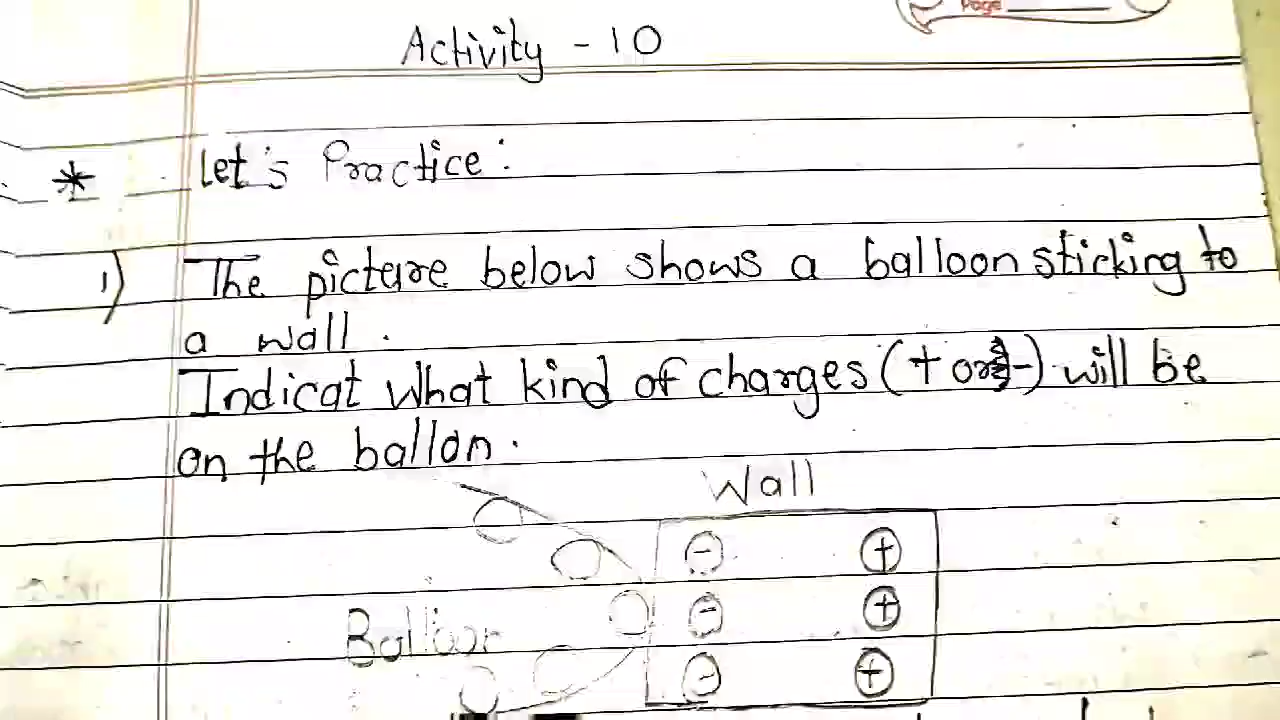 Page
Activity - 10
* Let's Practice:
1) The picture below shows a balloon sticking to
a wall.
Indicat what kind of charges (+ or -) will be
on the ballon.
Wall
- +
Balloon - +
- +